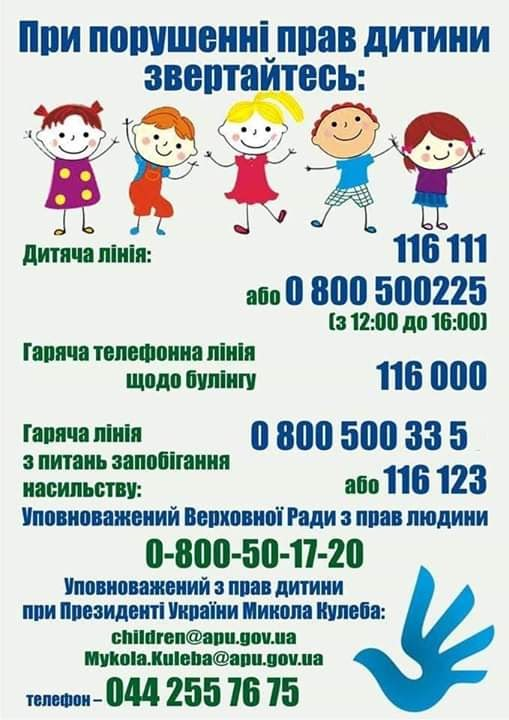 При порушенні прав дитини
звертайтесь:
Дитяча лінія:
116 111
або 0 800 500225
(з 12:00 до 16:00)
Гаряча телефонна лінія
щодо булінгу
116 000
Гаряча лінія
з питань запобігання
насильству:
0 800 500 33 5
або 116 123
Уповноважений Верховної Ради з прав людини
0-800-50-17-20
Уповноважений з прав дитини
при Президенті України Микола Кулеба:
children@apu.gov.ua
Mykola.Kuleba@apu.gov.ua
телефон – 044 255 76 75